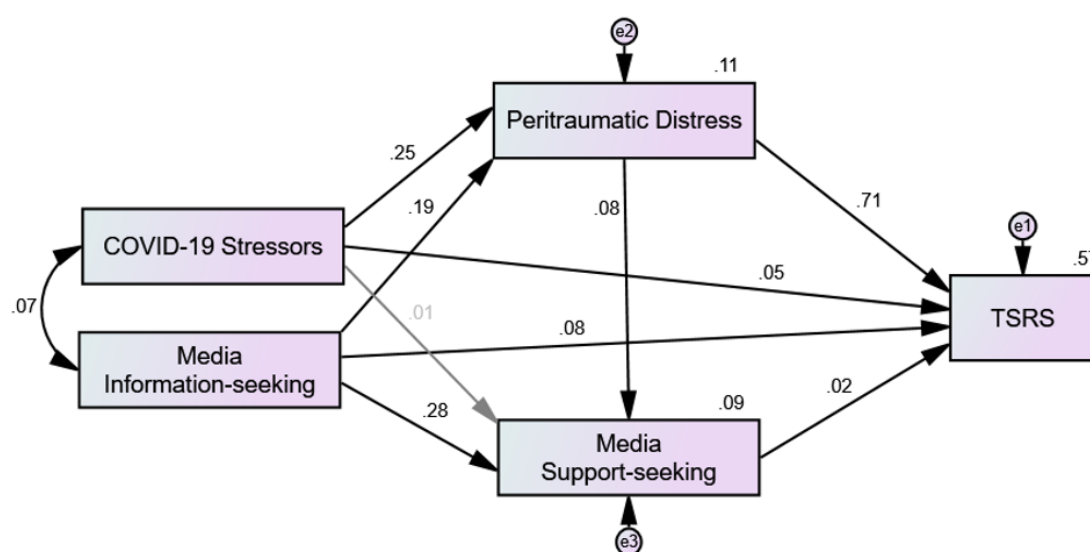 e2
.11
Peritraumatic Distress
.25
.19
.08
.71
e1
COVID-19 Stressors
.05
.57
.07
.01
TSRS
.08
Media
Information-seeking
.28
.09
.02
Media
Support-seeking
e3